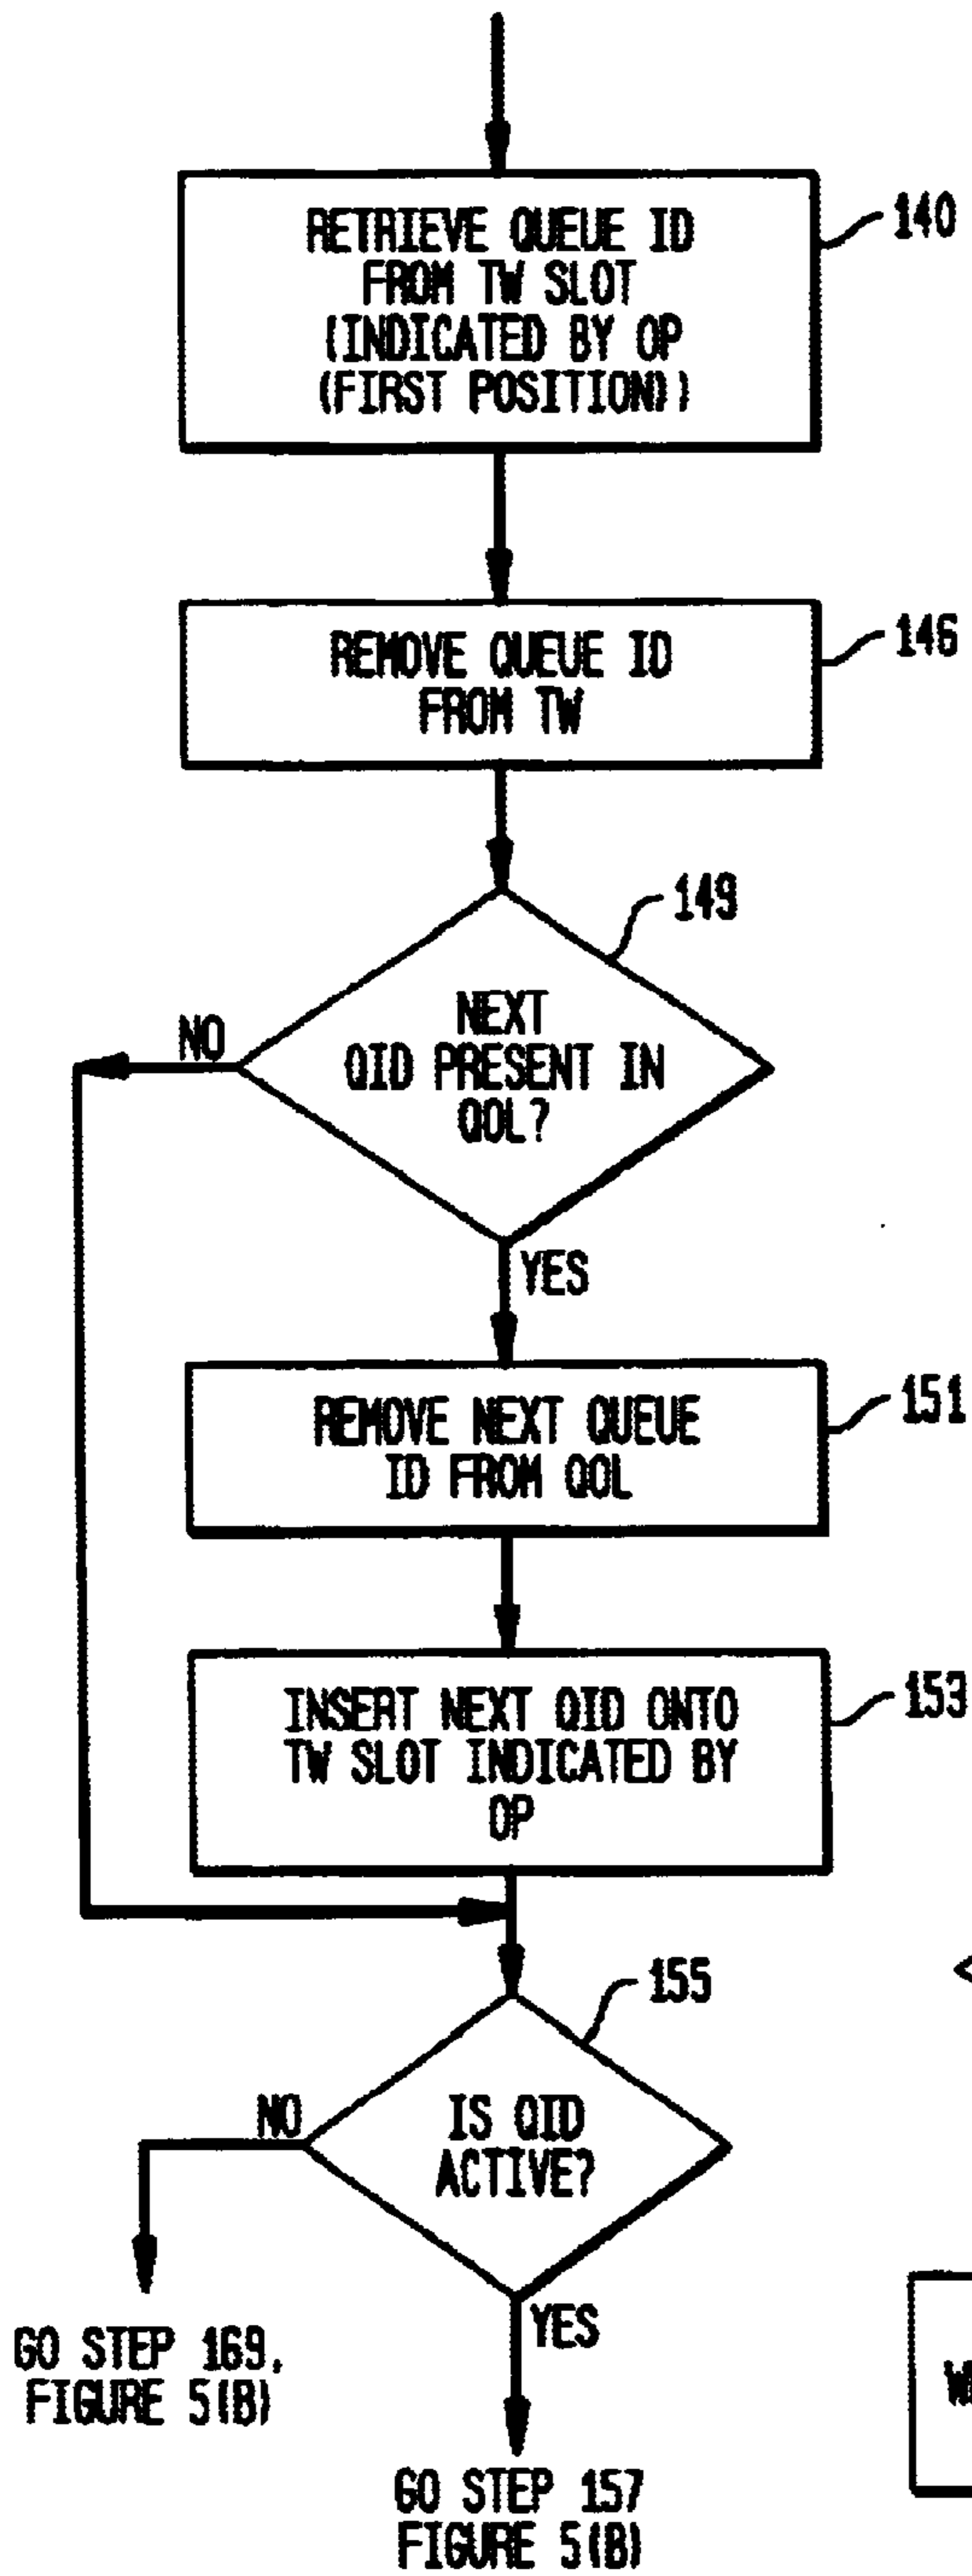 RETRIEVE QUEUE ID
FROM TW SLOT
(INDICATED BY OP
(FIRST POSITION))
140
REMOVE QUEUE ID
FROM TW
146
149
NEXT
QID PRESENT IN
QOL?
NO
YES
REMOVE NEXT QUEUE
ID FROM QOL
151
INSERT NEXT QID ONTO
TW SLOT INDICATED BY
OP
153
155
IS QID
ACTIVE?
NO
YES
GO STEP 169,
FIGURE 5(B)
GO STEP 157
FIGURE 5(B)